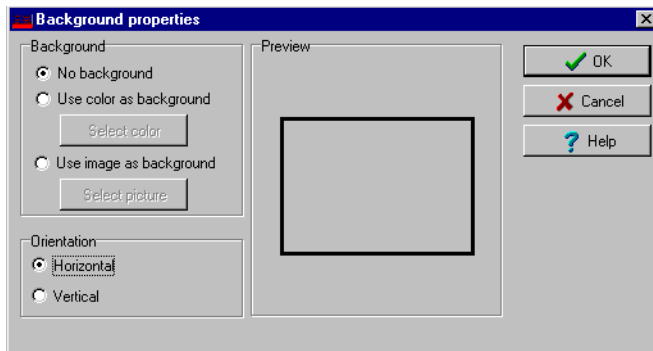 Background properties
Background
No background
Use color as background
Select color
Use image as background
Select picture
Orientation
Horizontal
Vertical
Preview
OK
Cancel
Help